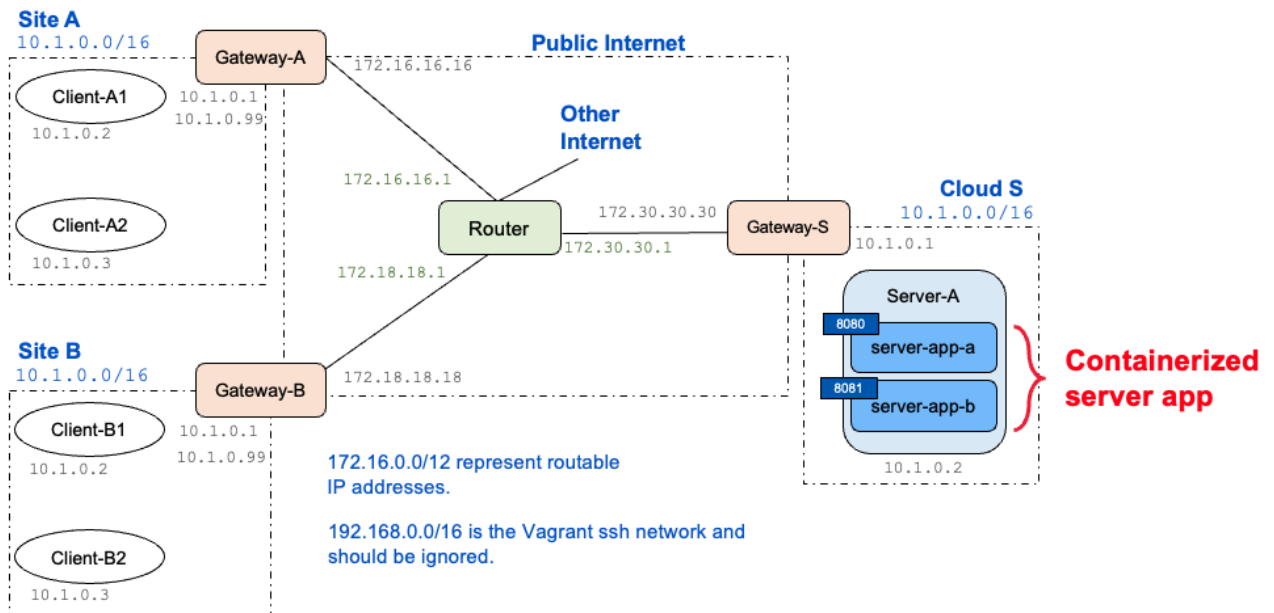 Site A
10.1.0.0/16
Gateway-A
Public Internet
172.16.16.16
Client-A1
10.1.0.1
10.1.0.99
10.1.0.2
Other
Internet
172.16.16.1
Client-A2
10.1.0.3
Router
172.30.30.30
172.30.30.1
Gateway-S
Cloud S
10.1.0.0/16
10.1.0.1
172.18.18.1
Server-A
8080
server-app-a
8081
server-app-b
10.1.0.2
Containerized
server app
Site B
10.1.0.0/16
Gateway-B
172.18.18.18
Client-B1
10.1.0.1
10.1.0.99
10.1.0.2
172.16.0.0/12 represent routable
IP addresses.
192.168.0.0/16 is the Vagrant ssh network and
should be ignored.
Client-B2
10.1.0.3